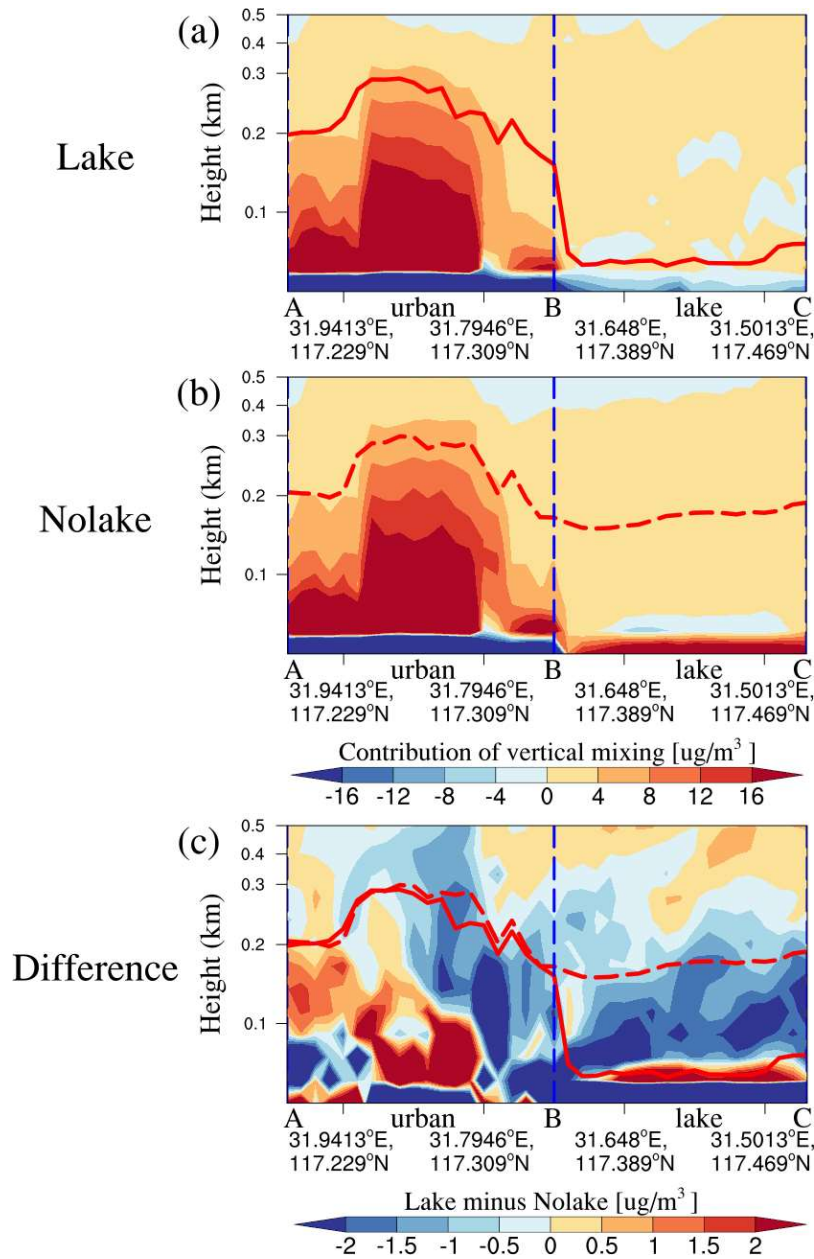 (a)
0.5
0.4
0.3
0.2
0.1
Height (km)
Lake
A urban B lake C
31.9413°E, 31.7946°E, 31.648°E, 31.5013°E,
117.229°N 117.309°N 117.389°N 117.469°N
(b)
0.5
0.4
0.3
0.2
0.1
Height (km)
Nolake
A urban B lake C
31.9413°E, 31.7946°E, 31.648°E, 31.5013°E,
117.229°N 117.309°N 117.389°N 117.469°N
Contribution of vertical mixing [ug/m³ ]
-16 -12 -8 -4 0 4 8 12 16
(c)
0.5
0.4
0.3
0.2
0.1
Height (km)
Difference
A urban B lake C
31.9413°E, 31.7946°E, 31.648°E, 31.5013°E,
117.229°N 117.309°N 117.389°N 117.469°N
Lake minus Nolake [ug/m³]
-2 -1.5 -1 -0.5 0 0.5 1 1.5 2